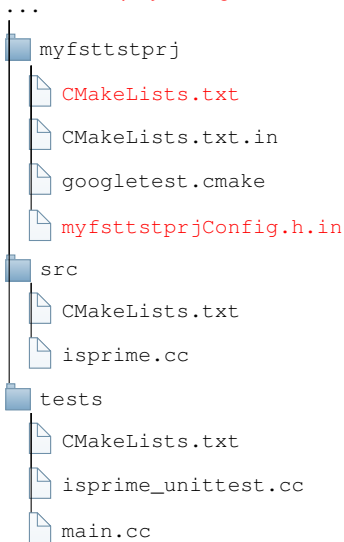 ...
myfsttstprj
CMakeLists.txt
CMakeLists.txt.in
googletest.cmake
myfsttstprjConfig.h.in
src
CMakeLists.txt
isprime.cc
tests
CMakeLists.txt
isprime_unittest.cc
main.cc